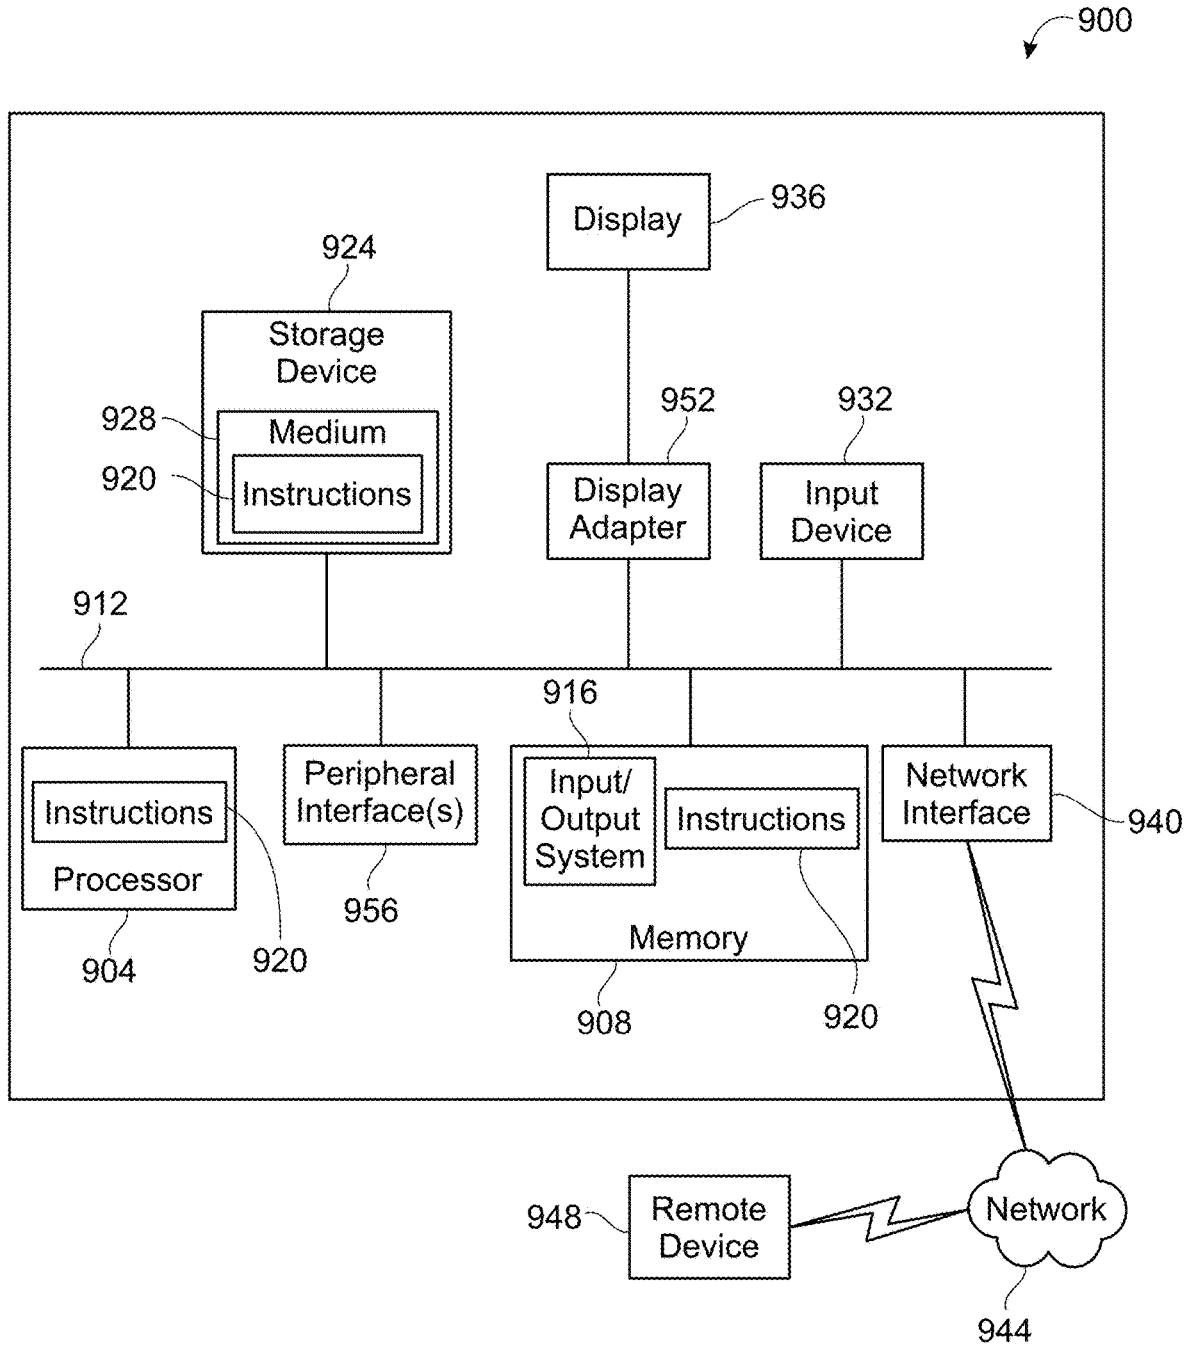 900
Display
936
924
Storage
Device
928
Medium
920
Instructions
952
932
Display
Adapter
Input
Device
912
916
Instructions
Processor
904
920
Peripheral
Interface(s)
956
Input/
Output
System
Instructions
Memory
908
920
Network
Interface
940
948
Remote
Device
Network
944